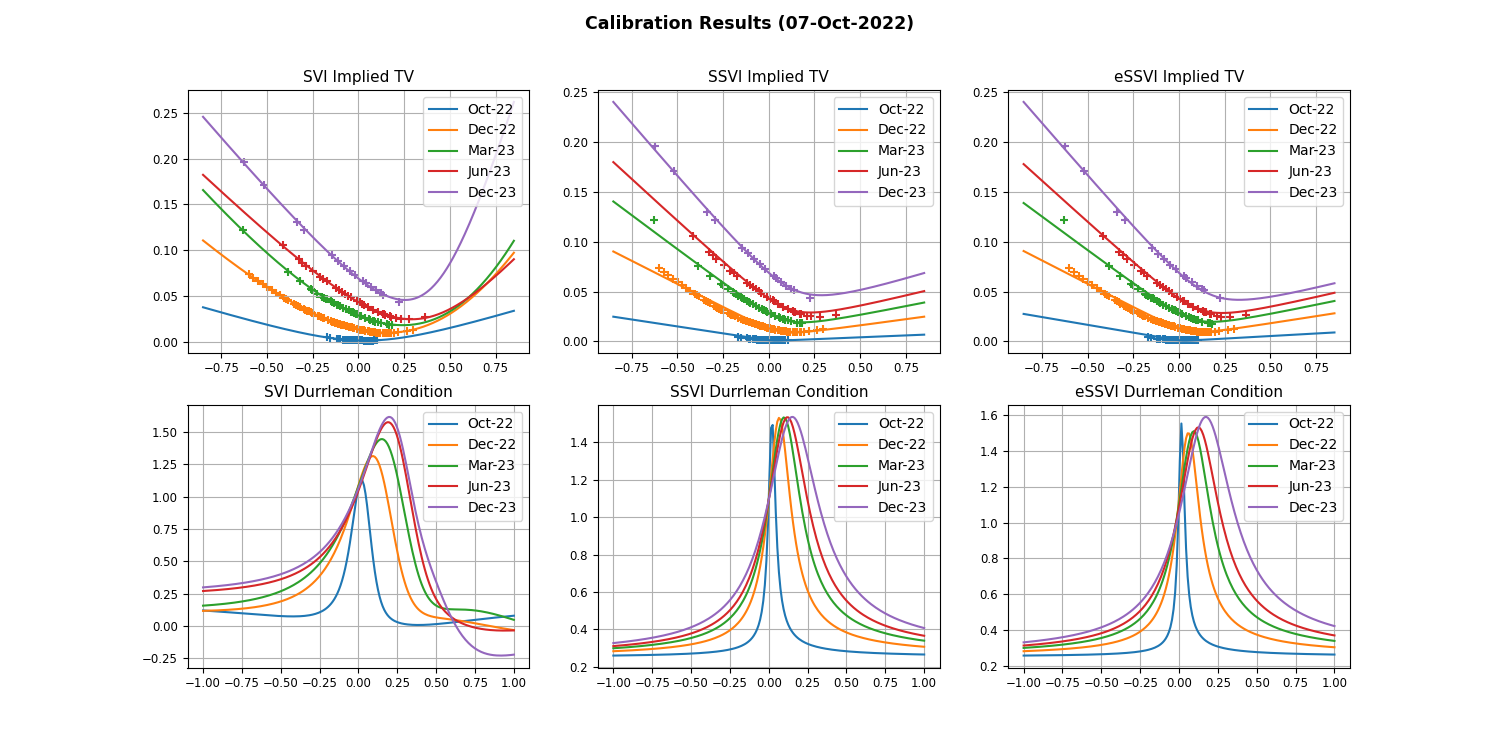 Calibration Results (07-Oct-2022)
SVI Implied TV
0.25
0.20
0.15
0.10
0.05
0.00
−0.75 −0.50 −0.25 0.00 0.25 0.50 0.75
Oct-22
Dec-22
Mar-23
Jun-23
Dec-23
SSVI Implied TV
0.25
0.20
0.15
0.10
0.05
0.00
−0.75 −0.50 −0.25 0.00 0.25 0.50 0.75
Oct-22
Dec-22
Mar-23
Jun-23
Dec-23
eSSVI Implied TV
0.25
0.20
0.15
0.10
0.05
0.00
−0.75 −0.50 −0.25 0.00 0.25 0.50 0.75
Oct-22
Dec-22
Mar-23
Jun-23
Dec-23
SVI Durrleman Condition
1.50
1.25
1.00
0.75
0.50
0.25
0.00
−0.25
−1.00 −0.75 −0.50 −0.25 0.00 0.25 0.50 0.75 1.00
Oct-22
Dec-22
Mar-23
Jun-23
Dec-23
SSVI Durrleman Condition
1.4
1.2
1.0
0.8
0.6
0.4
0.2
−1.00 −0.75 −0.50 −0.25 0.00 0.25 0.50 0.75 1.00
Oct-22
Dec-22
Mar-23
Jun-23
Dec-23
eSSVI Durrleman Condition
1.6
1.4
1.2
1.0
0.8
0.6
0.4
0.2
−1.00 −0.75 −0.50 −0.25 0.00 0.25 0.50 0.75 1.00
Oct-22
Dec-22
Mar-23
Jun-23
Dec-23